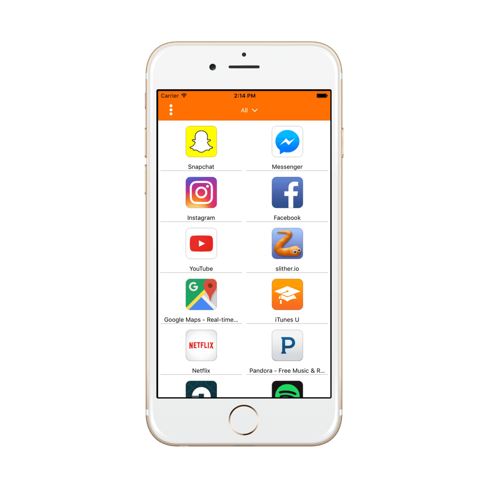 Carrier 2:14 PM
All
Snapchat Messenger
Instagram Facebook
YouTube slither.io
G
Google Maps - Real-time... iTunes U
NETFLIX P
Netflix Pandora - Free Music & R...